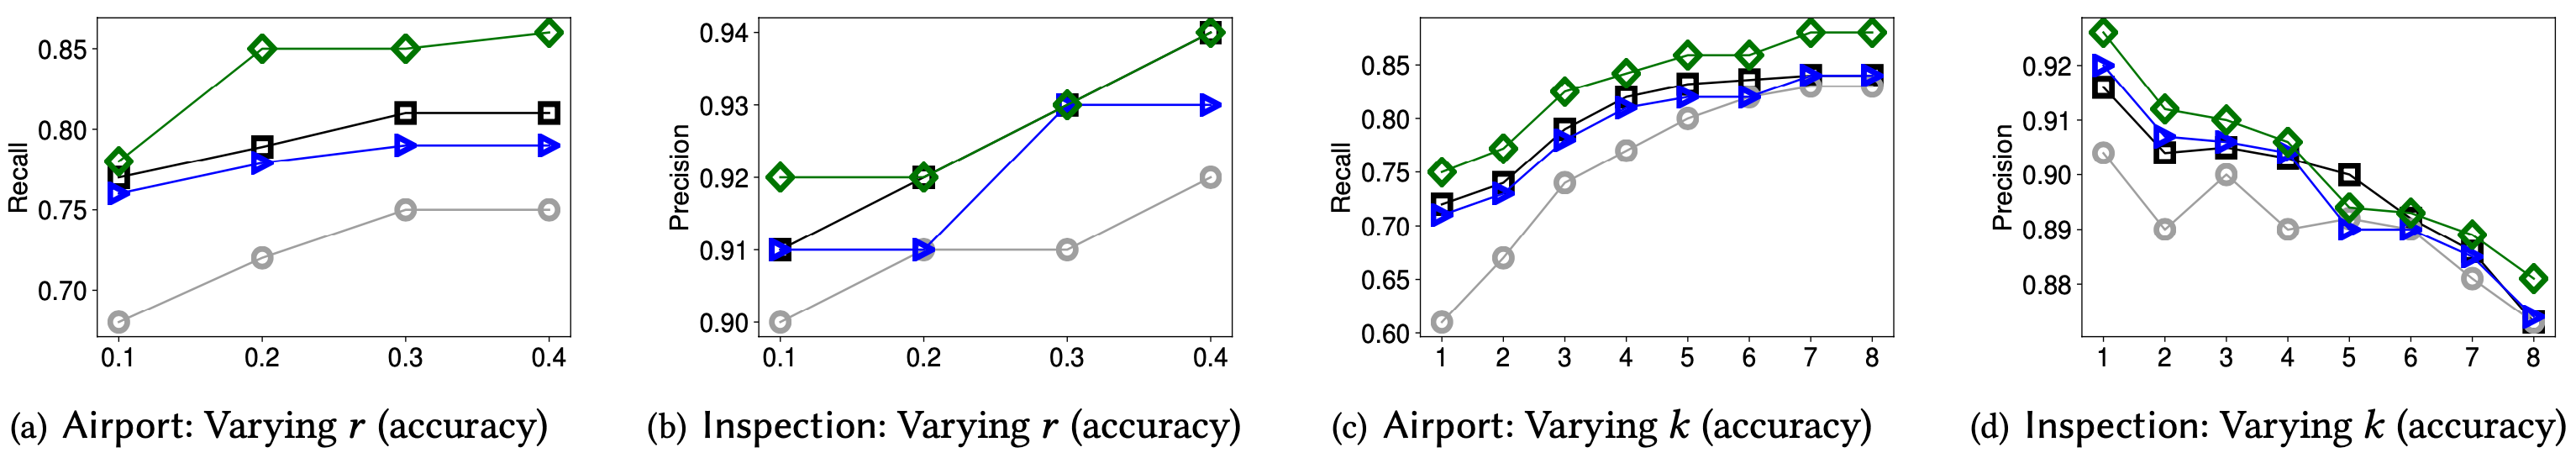 Recall
0.85
0.80
0.75
0.70
0.1 0.2 0.3 0.4
(a) Airport: Varying r (accuracy)
Precision
0.94
0.93
0.92
0.91
0.90
0.1 0.2 0.3 0.4
(b) Inspection: Varying r (accuracy)
Recall
0.85
0.80
0.75
0.70
0.65
0.60
1 2 3 4 5 6 7 8
(c) Airport: Varying k (accuracy)
Precision
0.92
0.91
0.90
0.89
0.88
1 2 3 4 5 6 7 8
(d) Inspection: Varying k (accuracy)